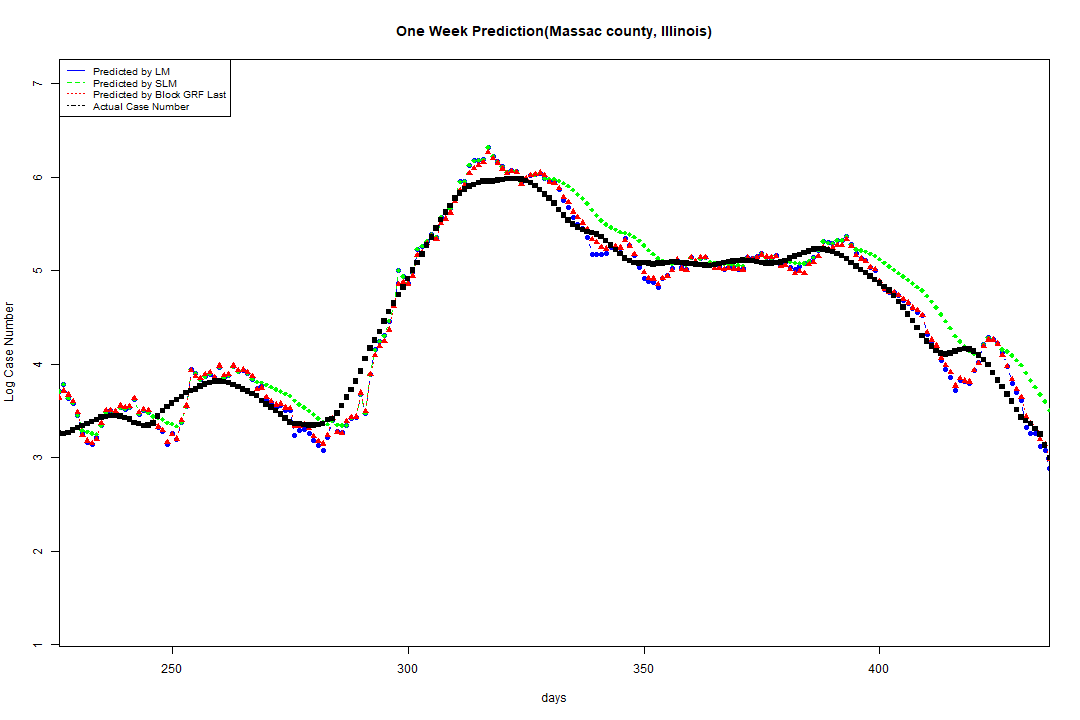 One Week Prediction(Massac county, Illinois)
Predicted by LM
Predicted by SLM
Predicted by Block GRF Last
Actual Case Number
7
6
5
4
3
2
1
Log Case Number
250 300 350 400
days